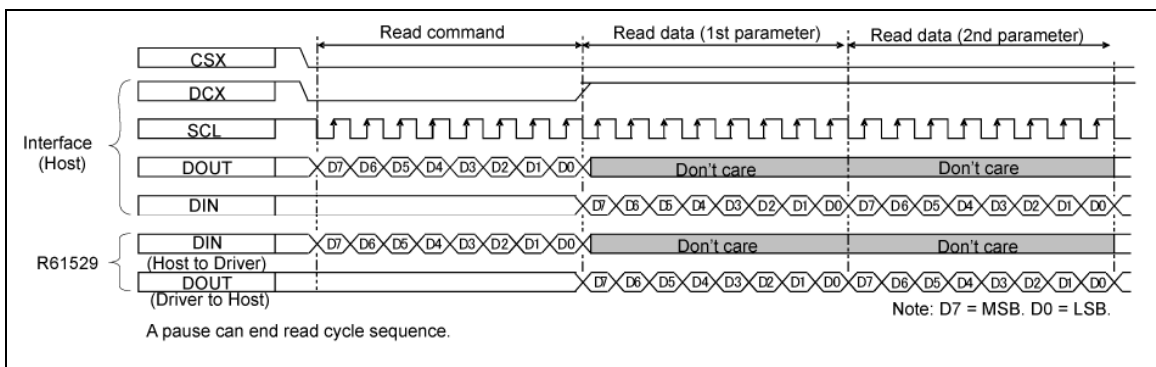 Read command Read data (1st parameter) Read data (2nd parameter)
CSX
DCX
SCL
Interface
(Host)
DOUT D7 D6 D5 D4 D3 D2 D1 D0 Don't care Don't care
DIN D7 D6 D5 D4 D3 D2 D1 D0 D7 D6 D5 D4 D3 D2 D1 D0
R61529
DIN D7 D6 D5 D4 D3 D2 D1 D0 Don't care Don't care
(Host to Driver)
DOUT D7 D6 D5 D4 D3 D2 D1 D0 D7 D6 D5 D4 D3 D2 D1 D0
(Driver to Host)
Note: D7 = MSB. D0 = LSB.
A pause can end read cycle sequence.